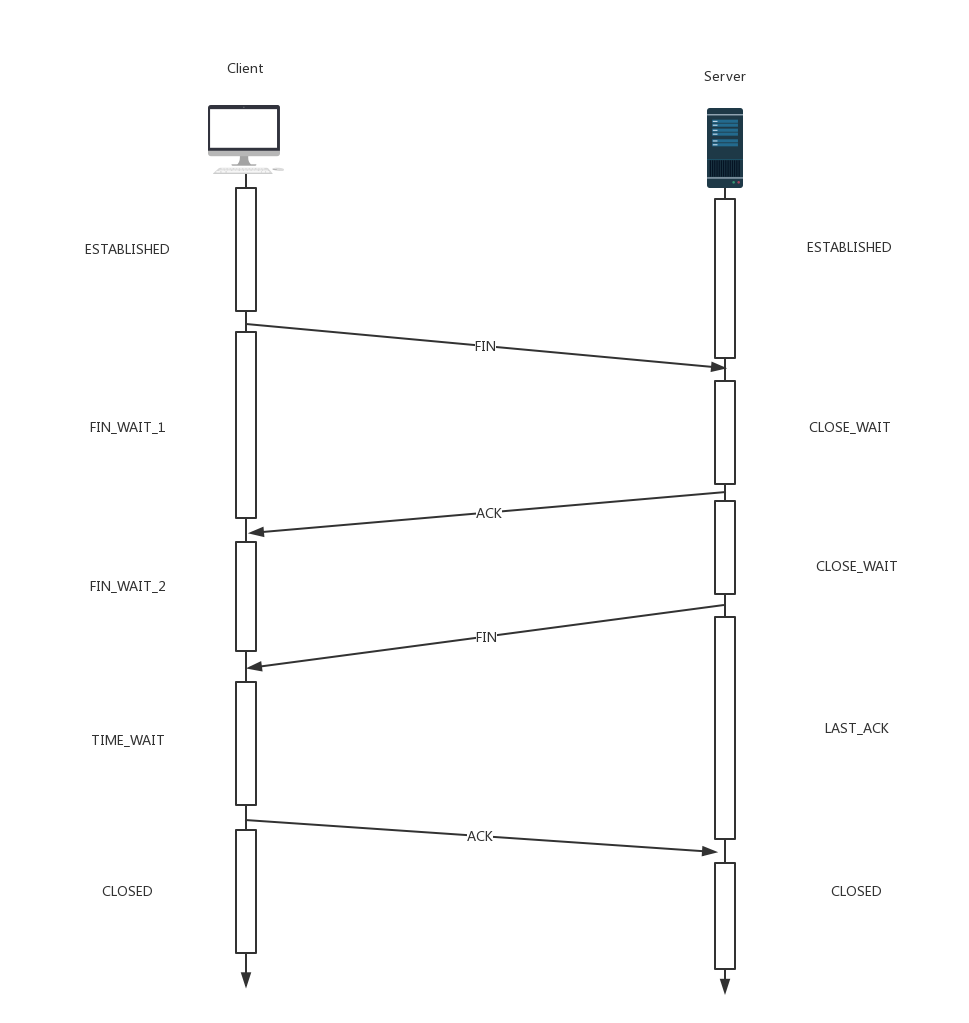 Client
Server
ESTABLISHED
ESTABLISHED
FIN
FIN_WAIT_1
CLOSE_WAIT
ACK
CLOSE_WAIT
FIN_WAIT_2
FIN
LAST_ACK
TIME_WAIT
ACK
CLOSED
CLOSED